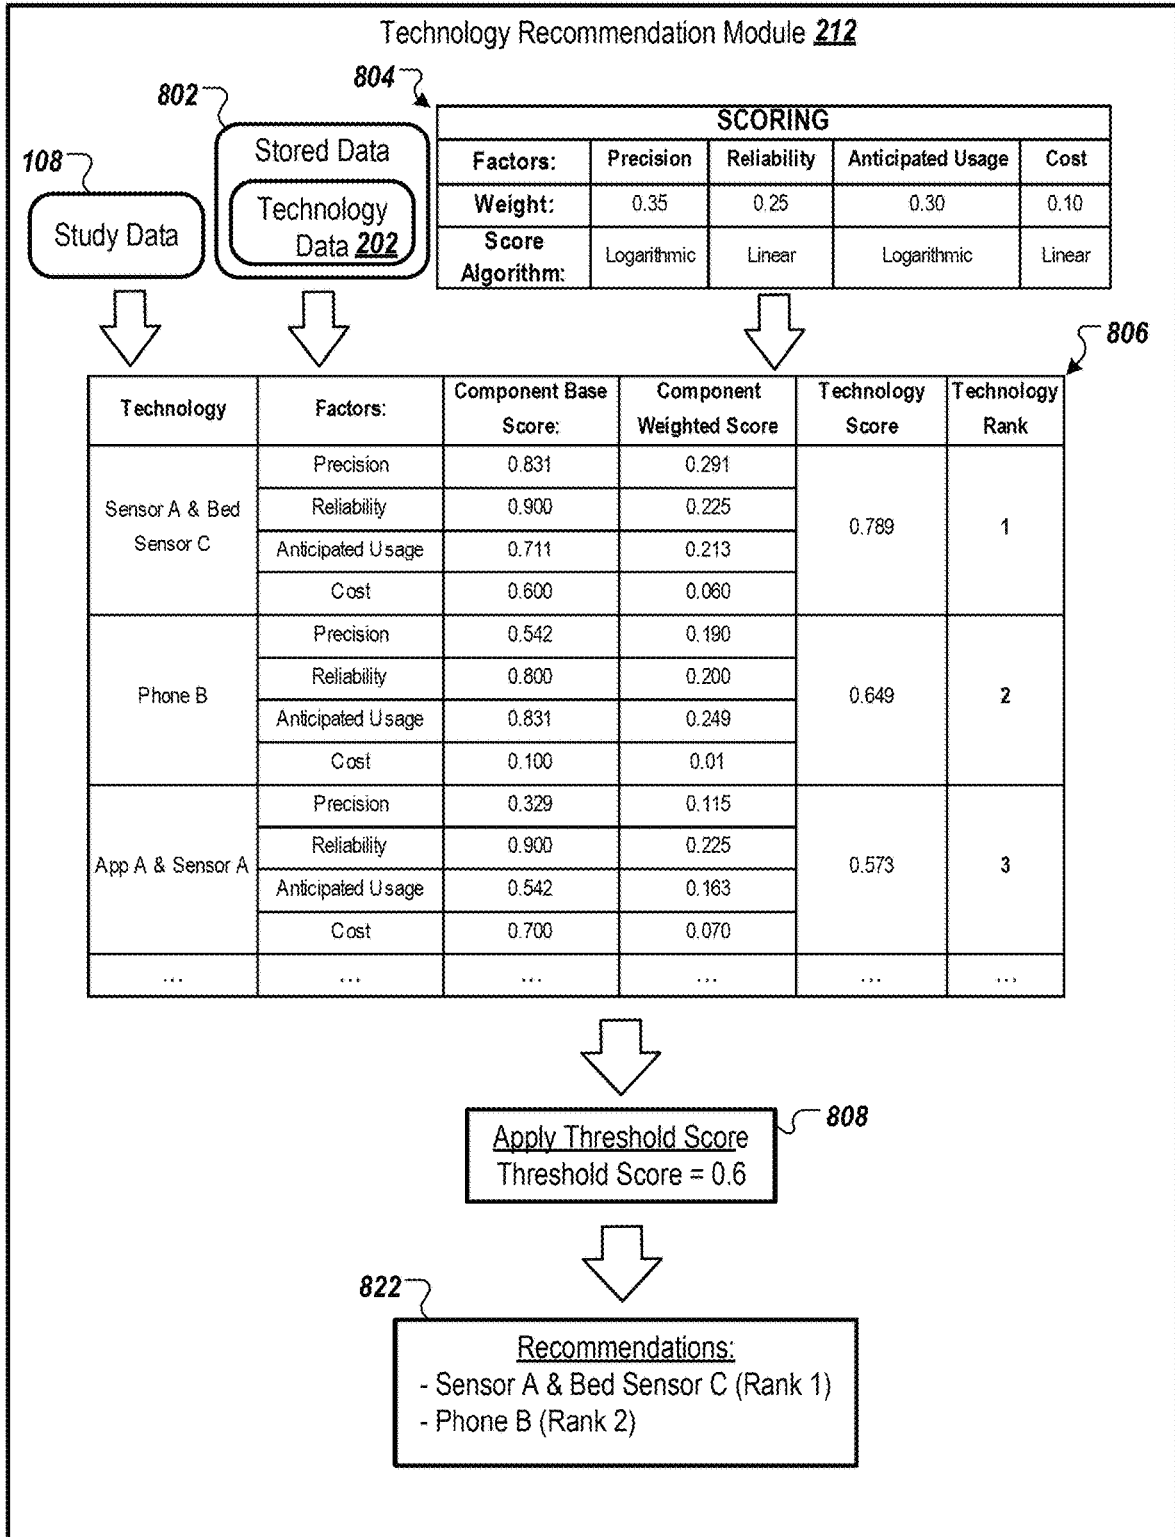 Technology Recommendation Module 212
804
802
108
Study Data
Stored Data
Technology
Data 202
SCORING
Factors: Precision Reliability Anticipated Usage Cost
Weight: 0.35 0.25 0.30 0.10
Score
Algorithm: Logarithmic Linear Logarithmic Linear
806
Technology Factors: Component Base Score: Component Weighted Score Technology Score Technology Rank
Sensor A & Bed
Sensor C
Precision 0.831 0.291
Reliability 0.900 0.225
Anticipated Usage 0.711 0.213
Cost 0.600 0.060
0.789 1
Phone B
Precision 0.542 0.190
Reliability 0.800 0.200
Anticipated Usage 0.831 0.249
Cost 0.100 0.01
0.649 2
App A & Sensor A
Precision 0.329 0.115
Reliability 0.900 0.225
Anticipated Usage 0.542 0.163
Cost 0.700 0.070
0.573 3
... ... ... ... ... ...
808
Apply Threshold Score
Threshold Score = 0.6
822
Recommendations:
- Sensor A & Bed Sensor C (Rank 1)
- Phone B (Rank 2)